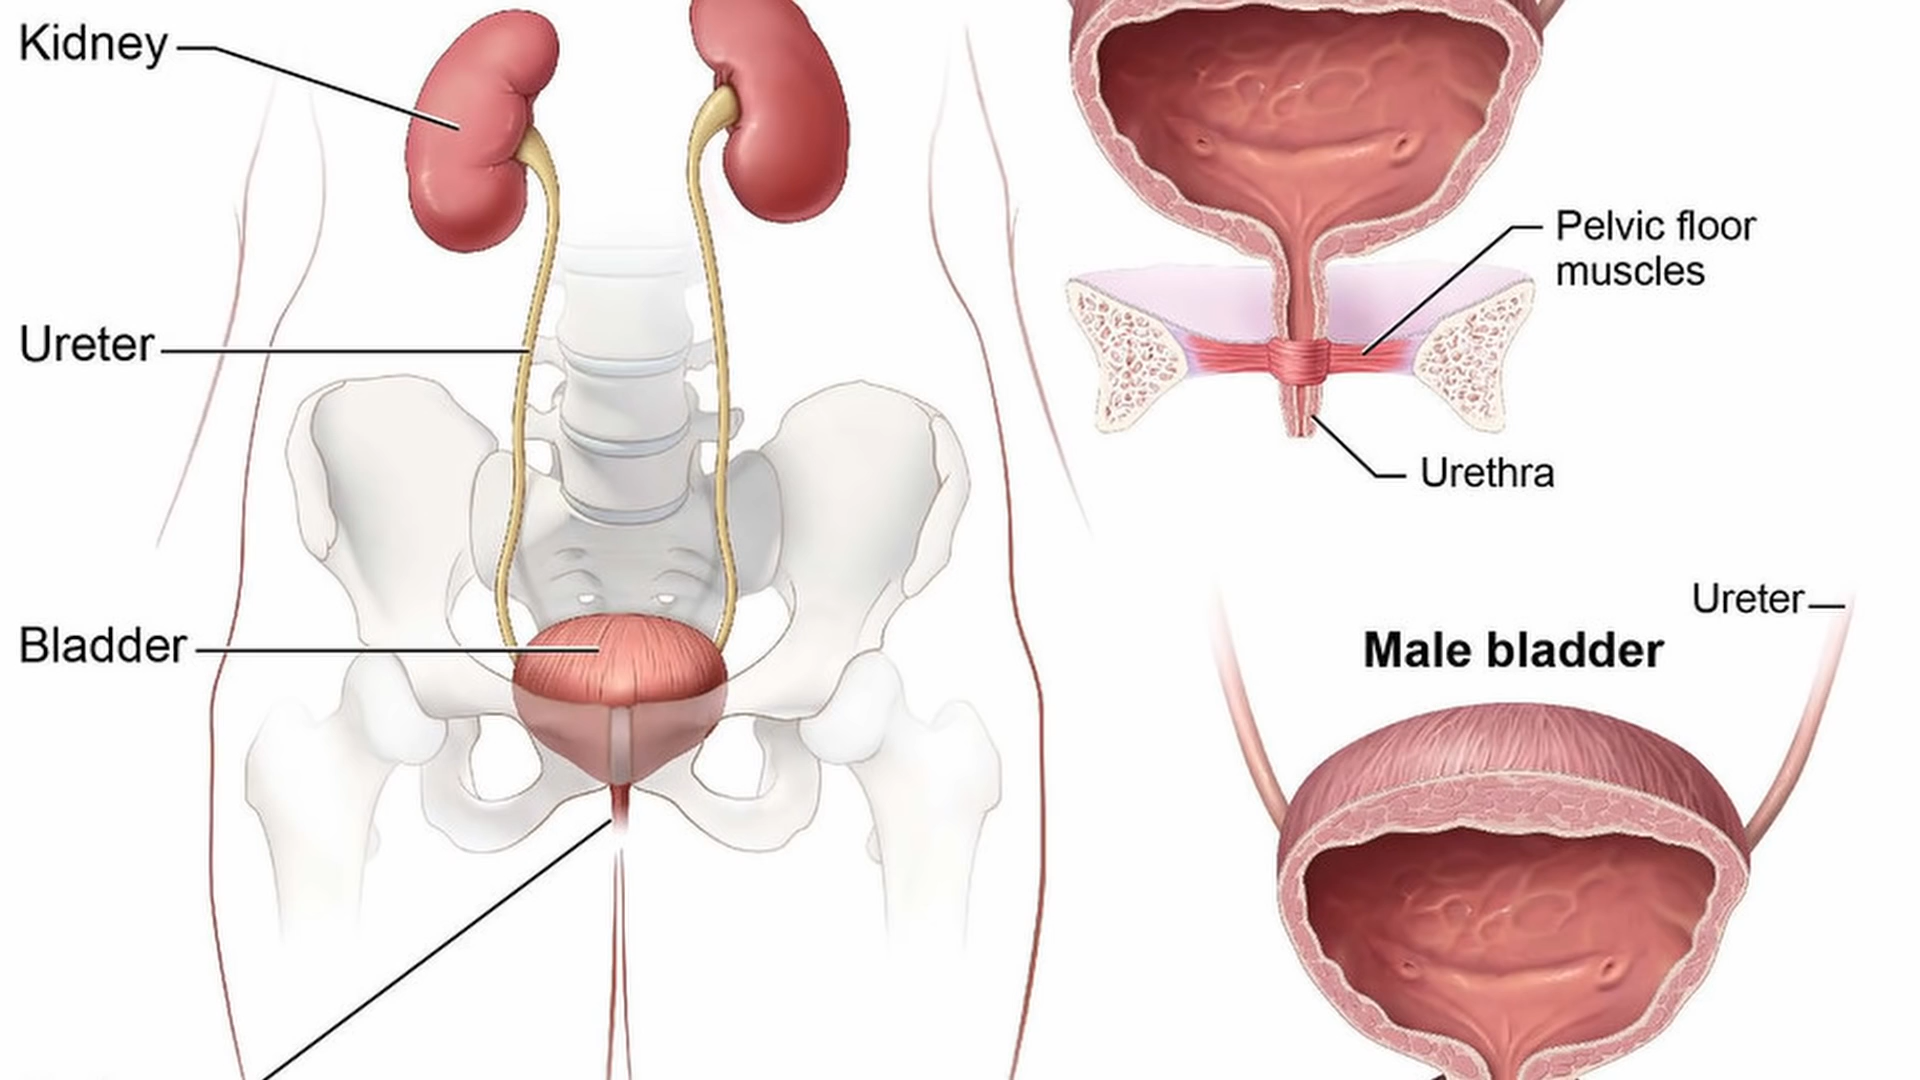 Kidney
Ureter
Bladder
Pelvic floor
muscles
Urethra
Ureter
Male bladder